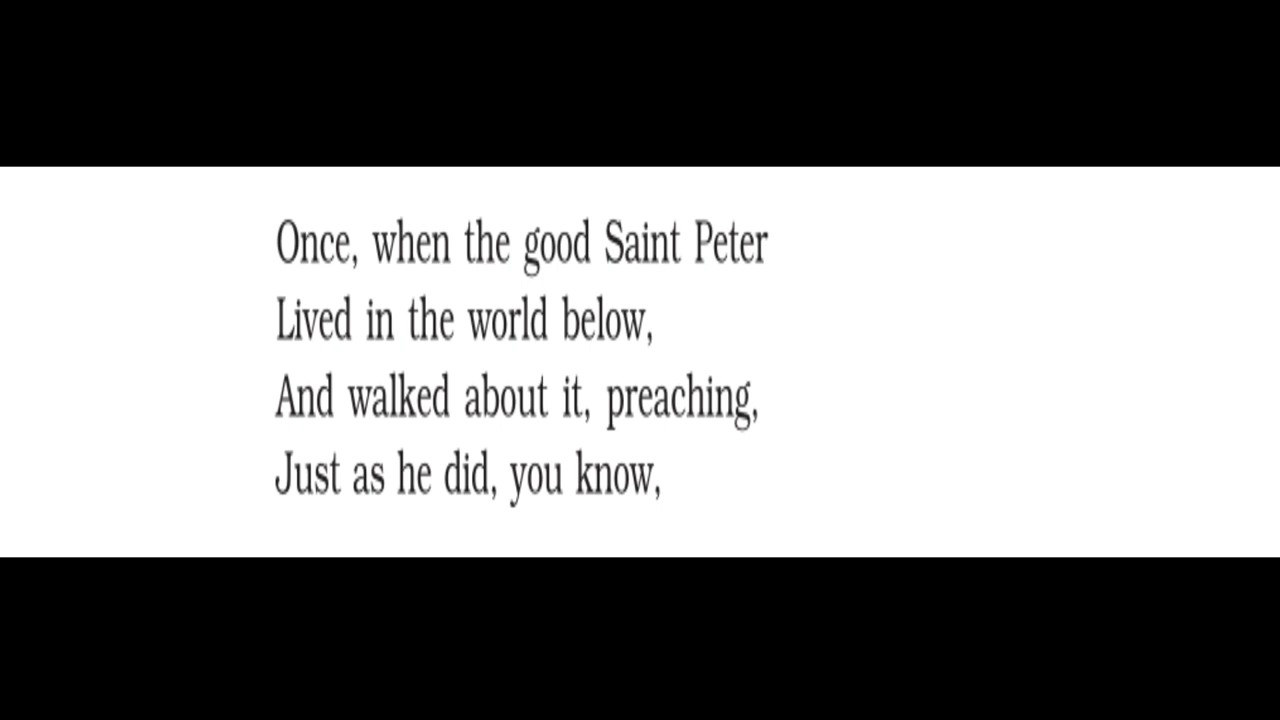 Once, when the good Saint Peter
Lived in the world below,
And walked about it, preaching,
Just as he did, you know,